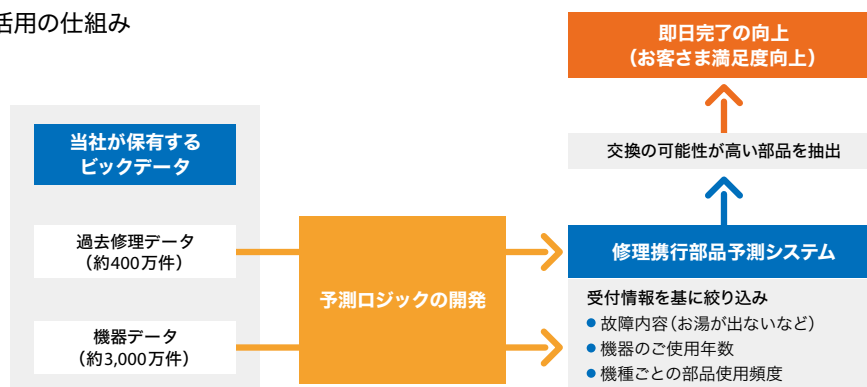 活用の仕組み
当社が保有する
ビックデータ
過去修理データ
（約400万件）
機器データ
（約3,000万件）
予測ロジックの開発
即日完了の向上
（お客さま満足度向上）
交換の可能性が高い部品を抽出
修理携行部品予測システム
受付情報を基に絞り込み
●故障内容（お湯が出ないなど）
●機器のご使用年数
●機種ごとの部品使用頻度